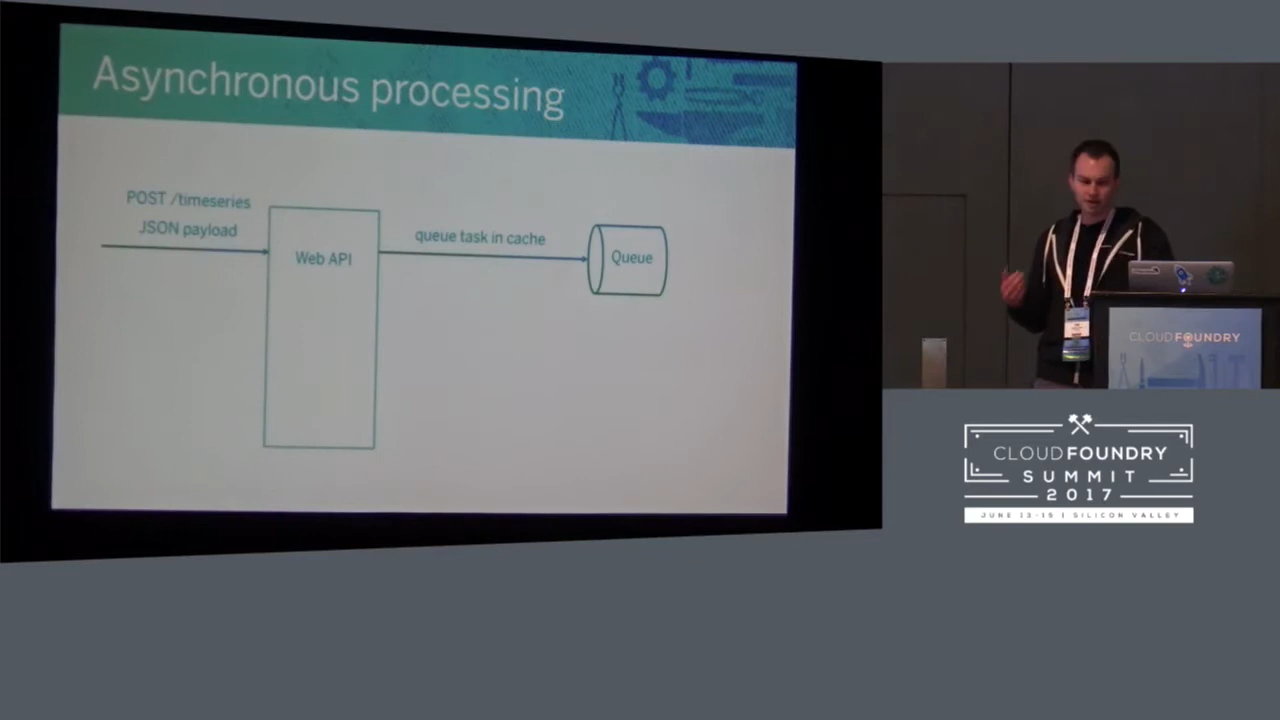 Asynchronous processing
POST /timeseries
JSON payload
Web API
queue task in cache
Queue
CLOUDFOUNDRY
CLOUDFOUNDRY
SUMMIT
2017
JUNE 13-15 | SILICON VALLEY